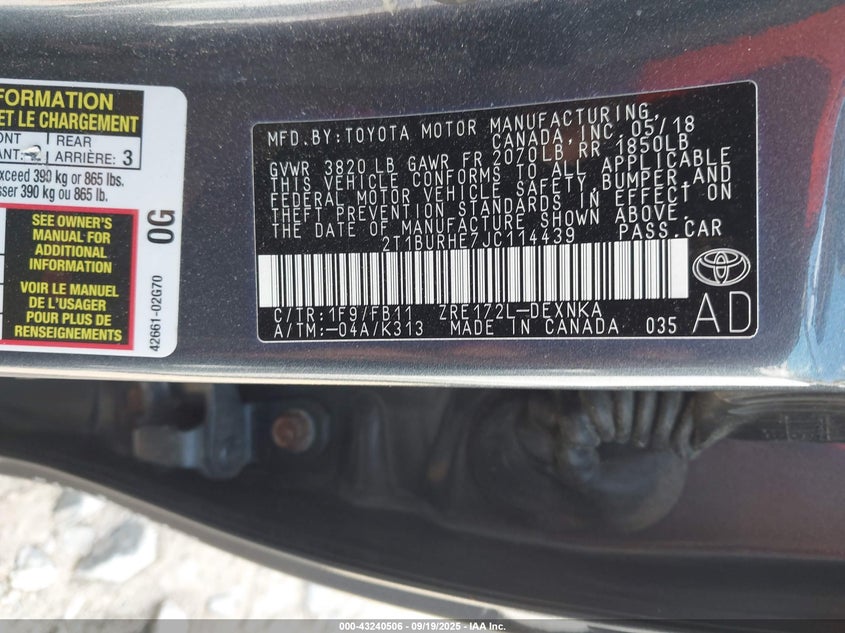 FORMATION
ET LE CHARGEMENT
REAR
ARRIÈRE: 3
exceed 390 kg or 865 lbs.
sser 390 kg ou 865 lb.
SEE OWNER'S
MANUAL FOR
ADDITIONAL
INFORMATION
VOIR LE MANUEL
DE L'USAGER
POUR PLUS DE
RENSEIGNEMENTS
0G
42661-02G70
MFD.BY:TOYOTA MOTOR MANUFACTURING,
CANADA,INC. 05/18
GVWR 3820 LB GAWR FR 2070LB,RR 1850LB
THIS VEHICLE CONFORMS TO ALL APPLICABLE
FEDERAL MOTOR VEHICLE SAFETY,BUMPER,AND
THEFT PREVENTION STANDARDS IN EFFECT ON
THE DATE OF MANUFACTURE SHOWN ABOVE.
2T1BURHE7JC114439 PASS.CAR
C/TR:1F9/FB11 ZRE172L-DEXNKA
A/TM:-04A/K313 MADE IN CANADA 035
AD
000-43240506 - 09/19/2025 - IAA Inc.